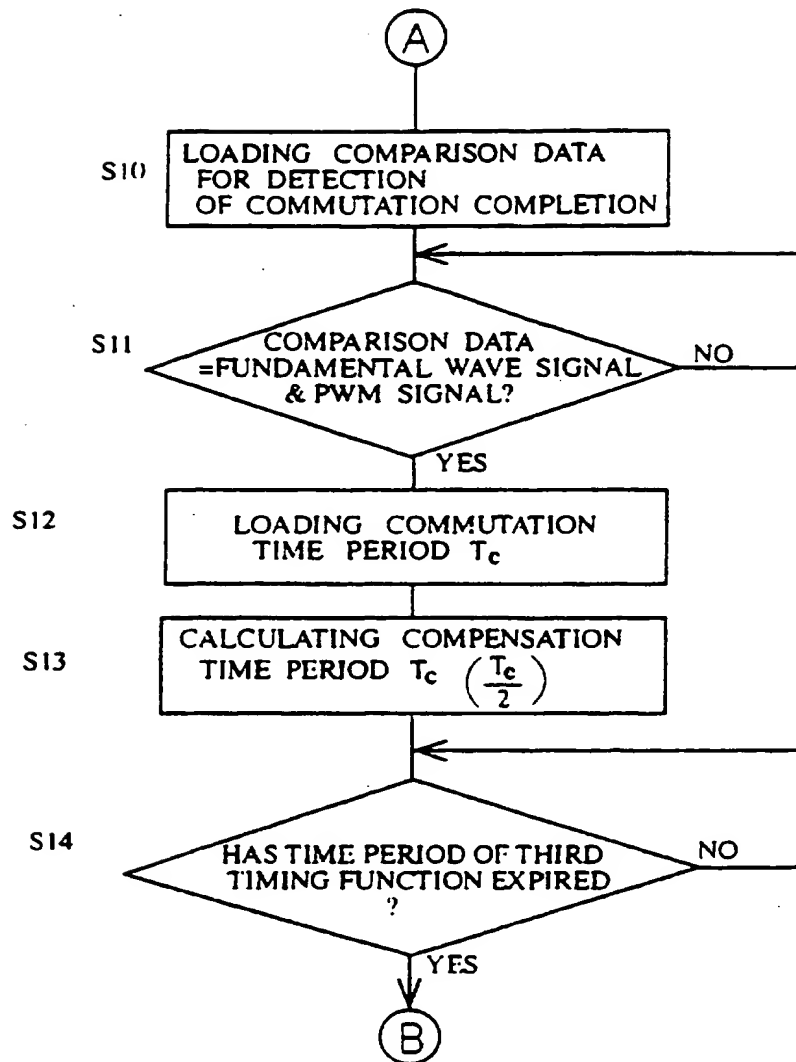 A
S10
LOADING COMPARISON DATA
FOR DETECTION
OF COMMUTATION COMPLETION
S11
COMPARISON DATA
=FUNDAMENTAL WAVE SIGNAL
& PWM SIGNAL?
NO
YES
S12
LOADING COMMUTATION
TIME PERIOD Tc
S13
CALCULATING COMPENSATION
TIME PERIOD Tc (Tc/2)
S14
HAS TIME PERIOD OF THIRD
TIMING FUNCTION EXPIRED
?
NO
YES
B